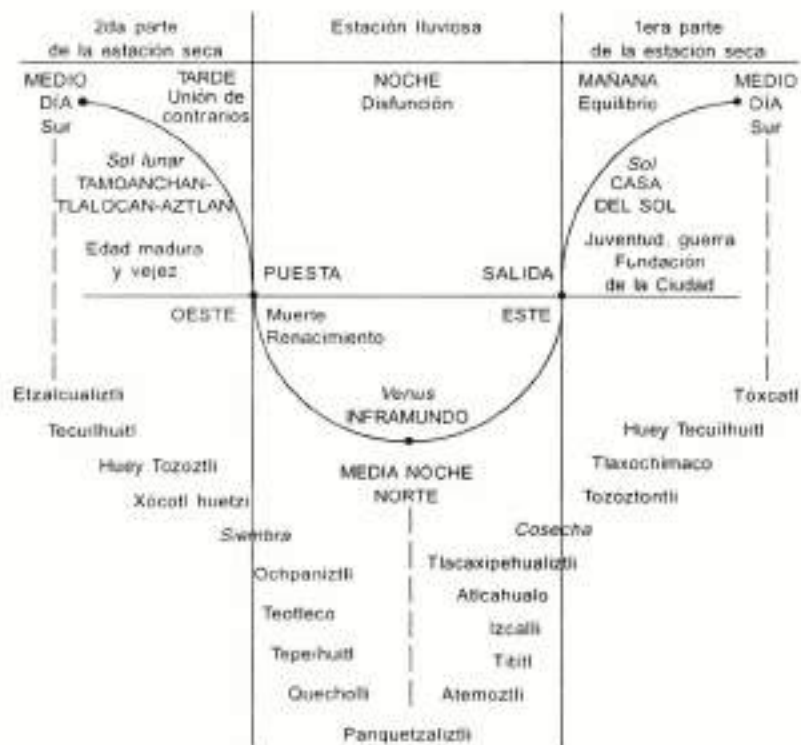 2da parte
de la estación seca
Estación lluviosa
1era parte
de la estación seca
MEDIO
DÍA
Sur
TARDE
Unión de
contrarios
NOCHE
Disfunción
MAÑANA
Equilibrio
MEDIO
DÍA
Sur
Sol lunar
TAMOANCHAN-
TLALOCAN-AZTLAN
Sol
CASA
DEL SOL
Edad madura
y vejez
PUESTA
SALIDA
Juventud, guerra
Fundación
de la Ciudad
OESTE
Muerte
Renacimiento
ESTE
Venus
INFRAMUNDO
Etzalcualiztli
Toxcatl
Tecuilhuitl
Huey Tecuilhuitl
Huey Tozoztli
MEDIA NOCHE
NORTE
Tlaxochimaco
Xocotl huetzi
Tozoztontli
Siembra
Cosecha
Ochpaniztli
Tlacaxipehualiztli
Teotleco
Atlcahualo
Izcalli
Tepeihuitl
Tititl
Quecholli
Atemoztli
Panquetzaliztli